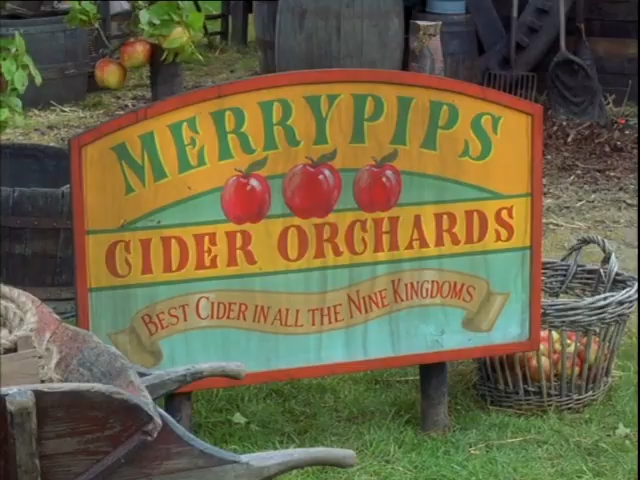 MERRYPIPS
CIDER ORCHARDS
BEST CIDER IN ALL THE NINE KINGDOMS